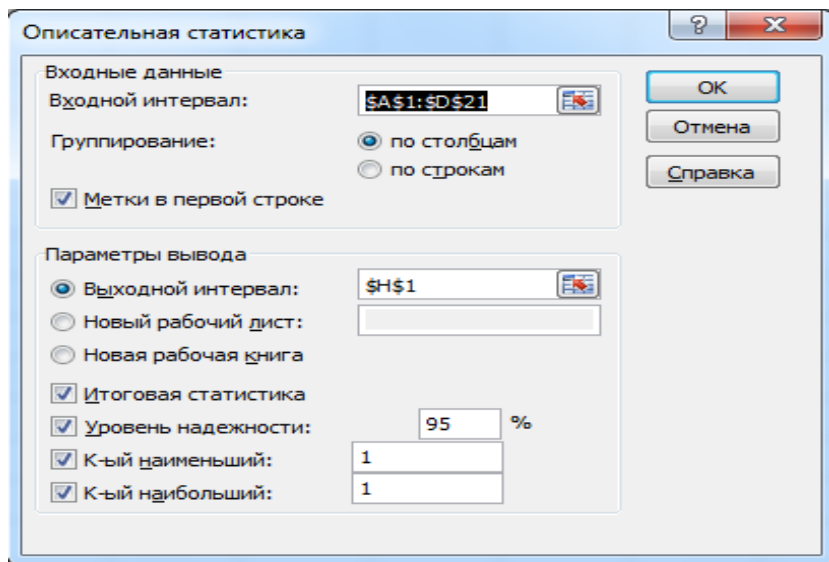 Описательная статистика
?
X
Входные данные
Входной интервал: $A$1:$D$21
Группирование: по столбцам
по строкам
Метки в первой строке
OK
Отмена
Справка
Параметры вывода
Выходной интервал: $H$1
Новый рабочий лист:
Новая рабочая книга
Итоговая статистика
Уровень надежности: 95 %
К-ый наименьший: 1
К-ый наибольший: 1